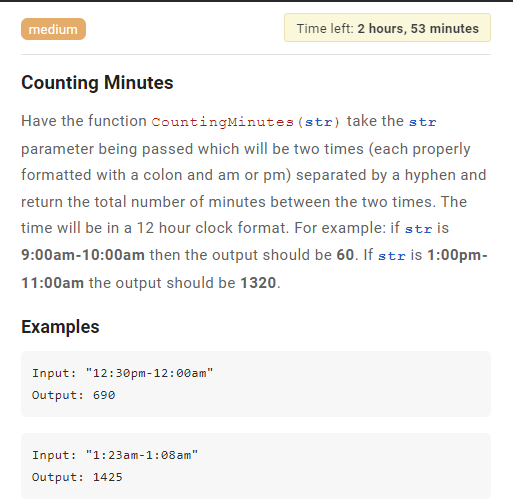 medium
Time left: 2 hours, 53 minutes
Counting Minutes
Have the function CountingMinutes(str) take the str
parameter being passed which will be two times (each properly
formatted with a colon and am or pm) separated by a hyphen and
return the total number of minutes between the two times. The
time will be in a 12 hour clock format. For example: if str is
9:00am-10:00am then the output should be 60. If str is 1:00pm-
11:00am the output should be 1320.
Examples
Input: "12:30pm-12:00am"
Output: 690
Input: "1:23am-1:08am"
Output: 1425